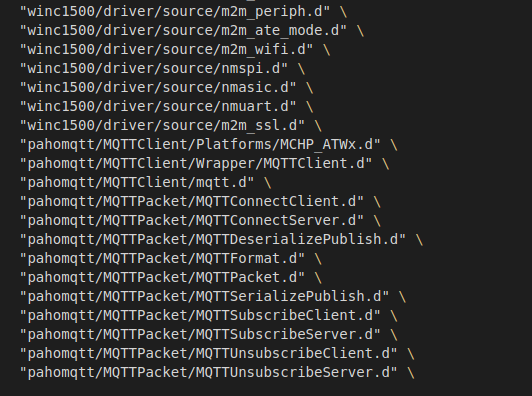 "winc1500/driver/source/m2m_periph.d" \
"winc1500/driver/source/m2m_ate_mode.d" \
"winc1500/driver/source/m2m_wifi.d" \
"winc1500/driver/source/nmspi.d" \
"winc1500/driver/source/nmasic.d" \
"winc1500/driver/source/nmuart.d" \
"winc1500/driver/source/m2m_ssl.d" \
"pahomqtt/MQTTClient/Platforms/MCHP_ATWx.d" \
"pahomqtt/MQTTClient/Wrapper/MQTTClient.d" \
"pahomqtt/MQTTClient/mqtt.d" \
"pahomqtt/MQTTPacket/MQTTConnectClient.d" \
"pahomqtt/MQTTPacket/MQTTConnectServer.d" \
"pahomqtt/MQTTPacket/MQTTDeserializePublish.d" \
"pahomqtt/MQTTPacket/MQTTFormat.d" \
"pahomqtt/MQTTPacket/MQTTPacket.d" \
"pahomqtt/MQTTPacket/MQTTSerializePublish.d" \
"pahomqtt/MQTTPacket/MQTTSubscribeClient.d" \
"pahomqtt/MQTTPacket/MQTTSubscribeServer.d" \
"pahomqtt/MQTTPacket/MQTTUnsubscribeClient.d" \
"pahomqtt/MQTTPacket/MQTTUnsubscribeServer.d" \